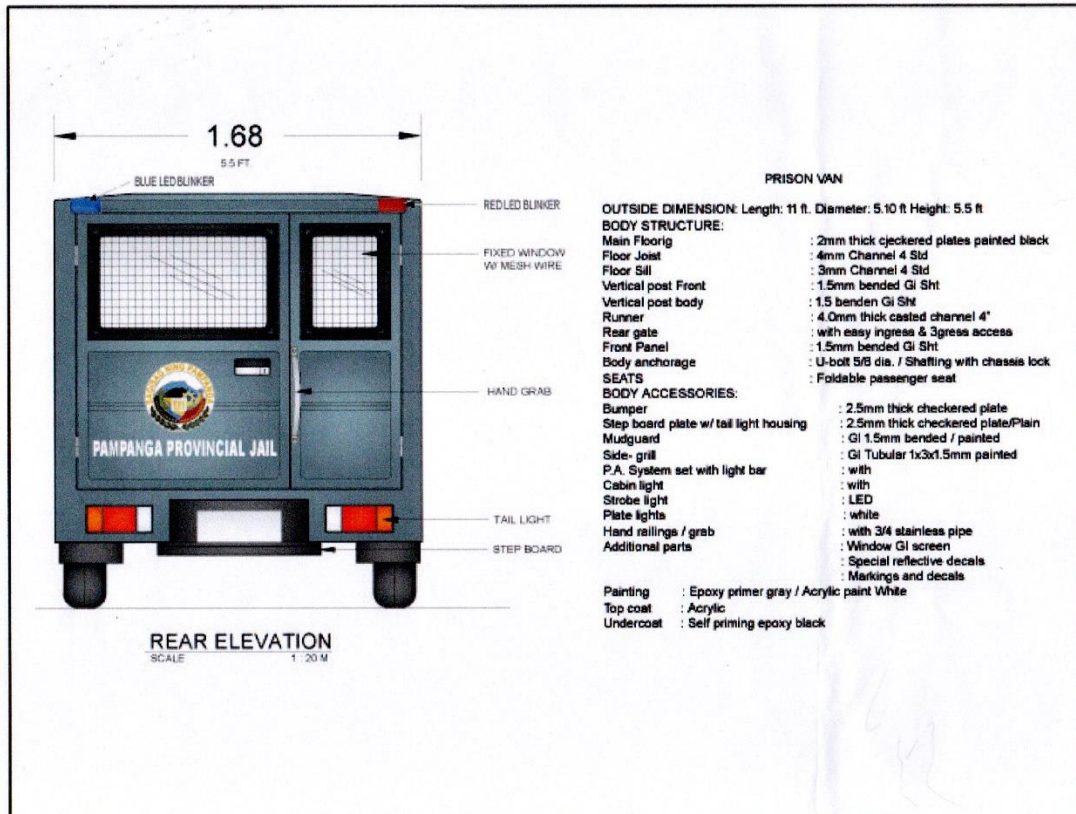 1.68
5.5 FT.
BLUE LED BLINKER
RED LED BLINKER
FIXED WINDOW
W/ MESH WIRE
HAND GRAB
PAMPANGA PROVINCIAL JAIL
TAIL LIGHT
STEP BOARD
REAR ELEVATION
SCALE 1 : 20 M
PRISON VAN
OUTSIDE DIMENSION: Length: 11 ft. Diameter: 5.10 ft Height: 5.5 ft
BODY STRUCTURE:
Main Floorig : 2mm thick cjeckered plates painted black
Floor Joist : 4mm Channel 4 Std
Floor Sill : 3mm Channel 4 Std
Vertical post Front : 1.5mm bended Gi Sht
Vertical post body : 1.5 benden Gi Sht
Runner : 4.0mm thick casted channel 4"
Rear gate : with easy ingress & 3gress access
Front Panel : 1.5mm bended Gi Sht
Body anchorage : U-bolt 5/8 dia. / Shafting with chassis lock
SEATS : Foldable passenger seat
BODY ACCESSORIES:
Bumper : 2.5mm thick checkered plate
Step board plate w/ tail light housing : 2.5mm thick checkered plate/Plain
Mudguard : GI 1.5mm bended / painted
Side- grill : GI Tubular 1x3x1.5mm painted
P.A. System set with light bar : with
Cabin light : with
Strobe light : LED
Plate lights : white
Hand railings / grab : with 3/4 stainless pipe
Additional parts : Window GI screen
: Special reflective decals
: Markings and decals
Painting : Epoxy primer gray / Acrylic paint White
Top coat : Acrylic
Undercoat : Self priming epoxy black